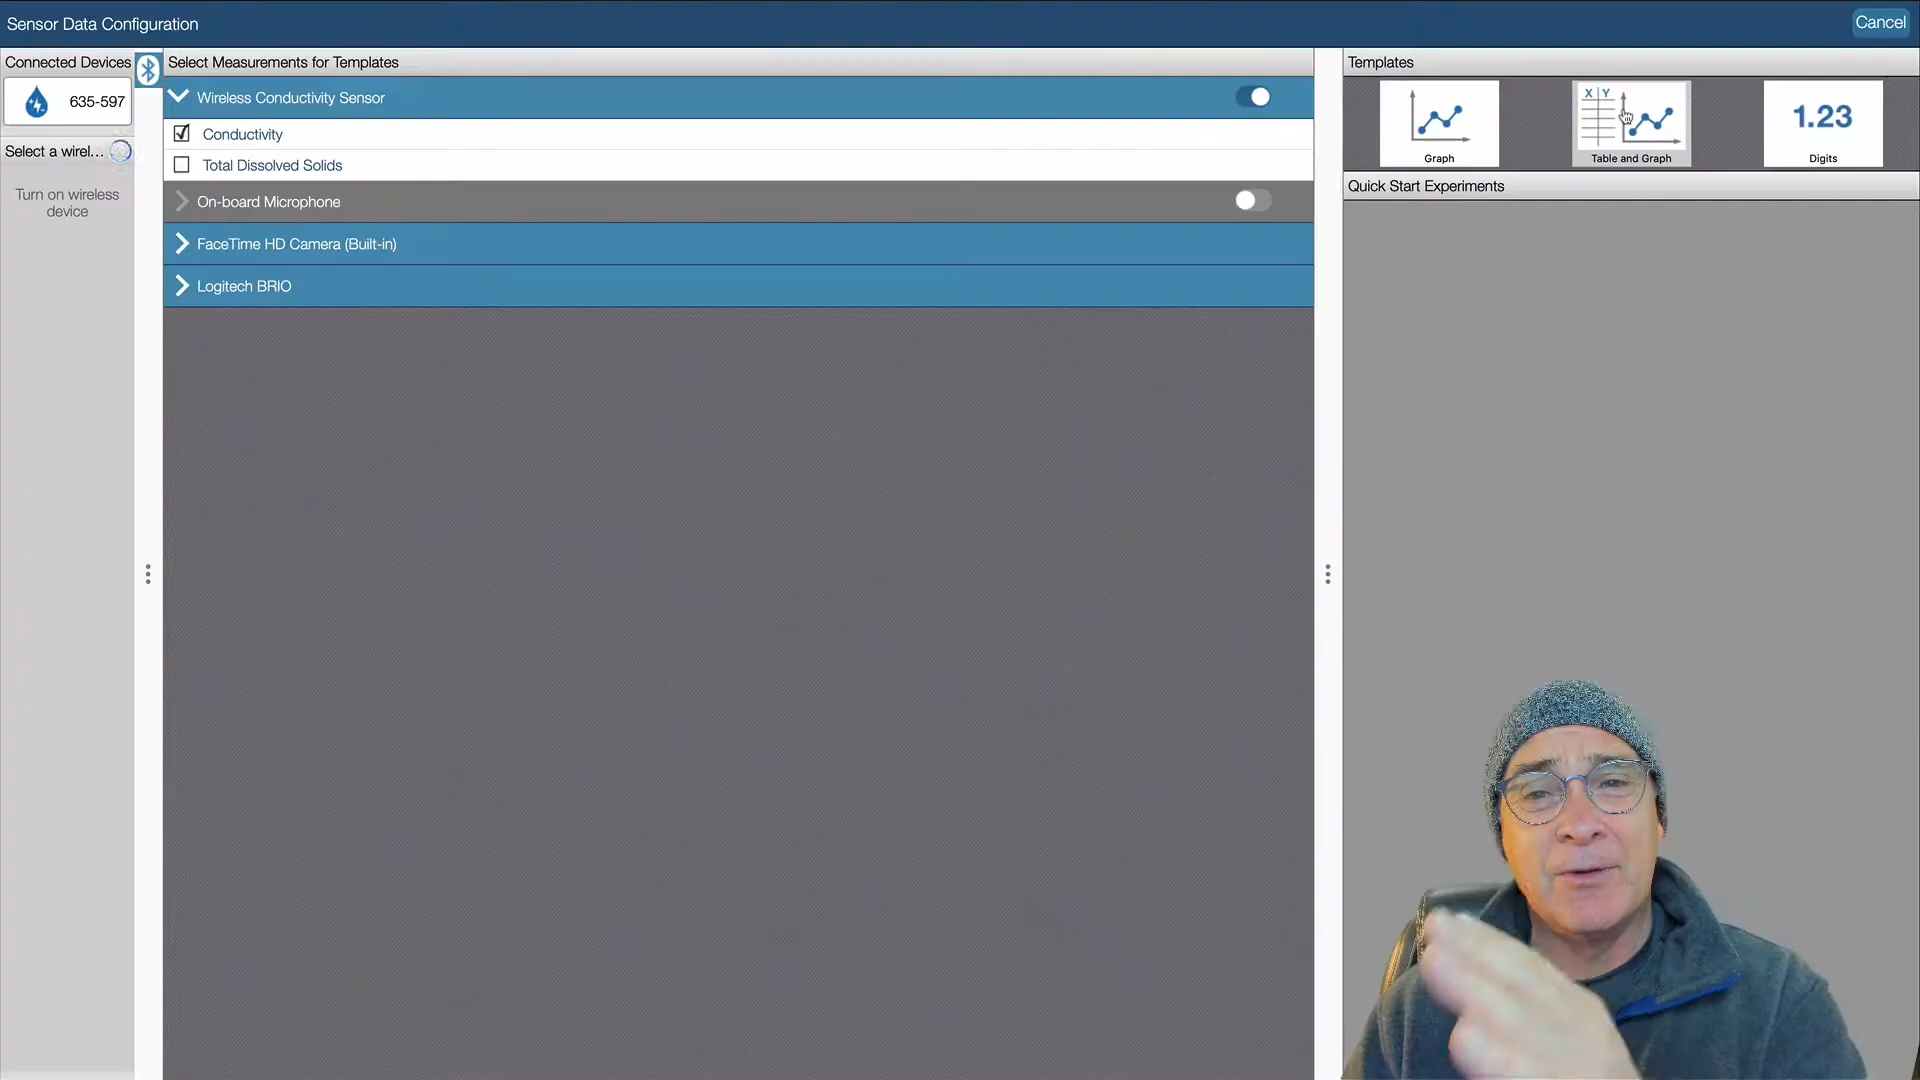 Sensor Data Configuration
Cancel
Connected Devices
635-597
Select a wirel...
Turn on wireless
device
Select Measurements for Templates
Wireless Conductivity Sensor
Conductivity
Total Dissolved Solids
On-board Microphone
FaceTime HD Camera (Built-in)
Logitech BRIO
Templates
Graph
X Y
Table and Graph
1.23
Digits
Quick Start Experiments